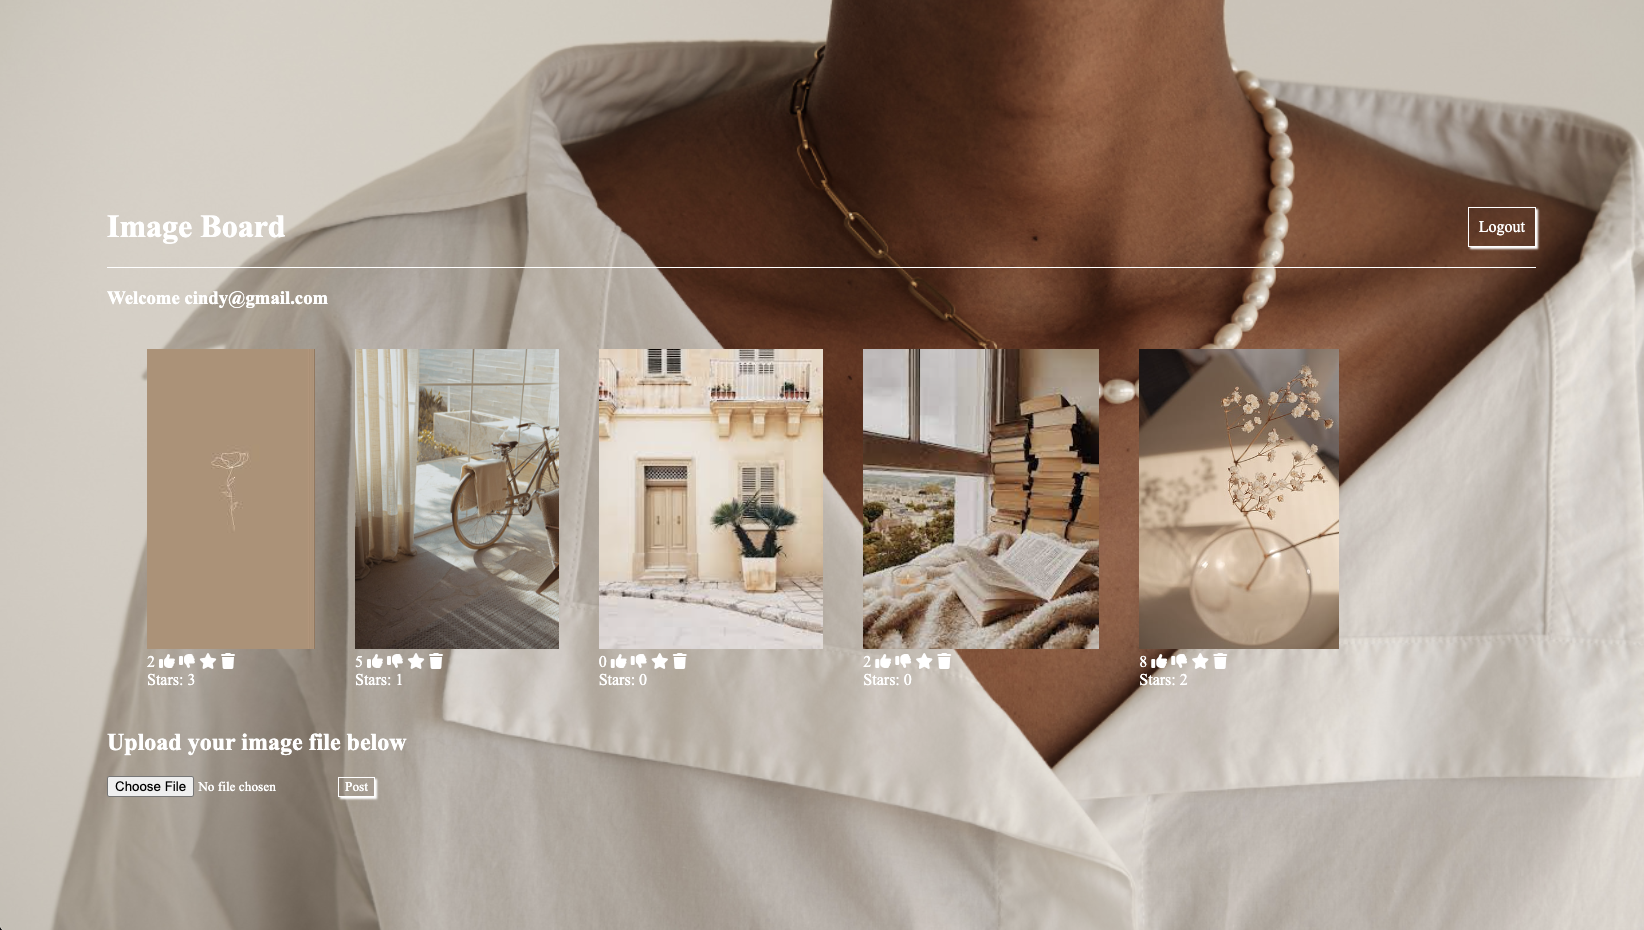 Image Board
Logout
Welcome cindy@gmail.com
2
Stars: 3
5
Stars: 1
0
Stars: 0
2
Stars: 0
8
Stars: 2
Upload your image file below
Choose File No file chosen Post